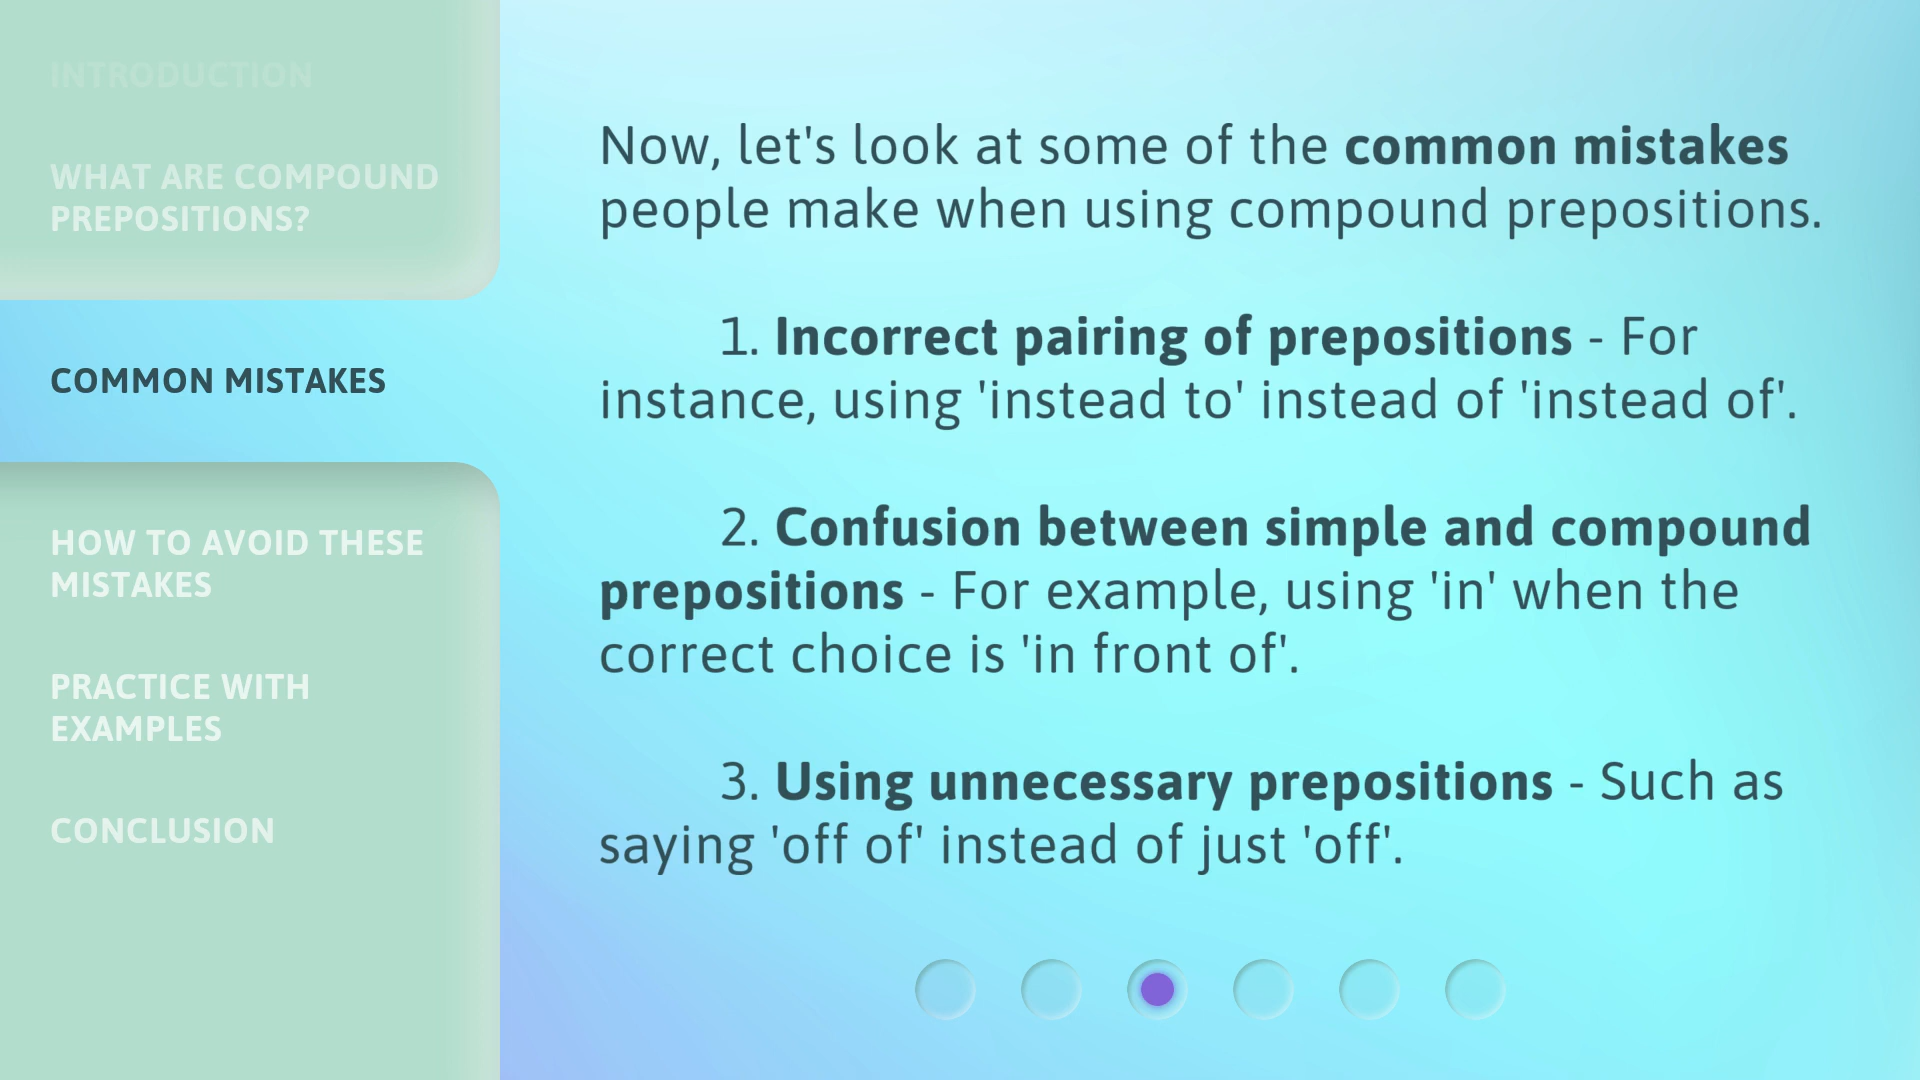 INTRODUCTION
WHAT ARE COMPOUND
PREPOSITIONS?
COMMON MISTAKES
HOW TO AVOID THESE
MISTAKES
PRACTICE WITH
EXAMPLES
CONCLUSION
Now, let's look at some of the common mistakes
people make when using compound prepositions.
1. Incorrect pairing of prepositions - For
instance, using 'instead to' instead of 'instead of'.
2. Confusion between simple and compound
prepositions - For example, using 'in' when the
correct choice is 'in front of'.
3. Using unnecessary prepositions - Such as
saying 'off of' instead of just 'off'.